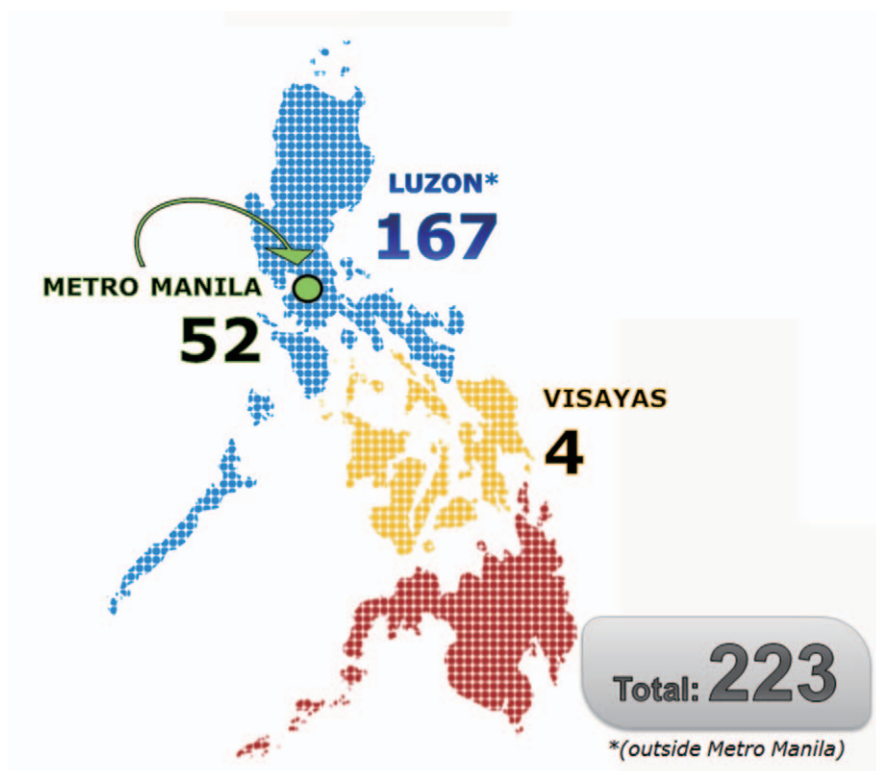 LUZON*
167
METRO MANILA
52
VISAYAS
4
Total: 223
*(outside Metro Manila)